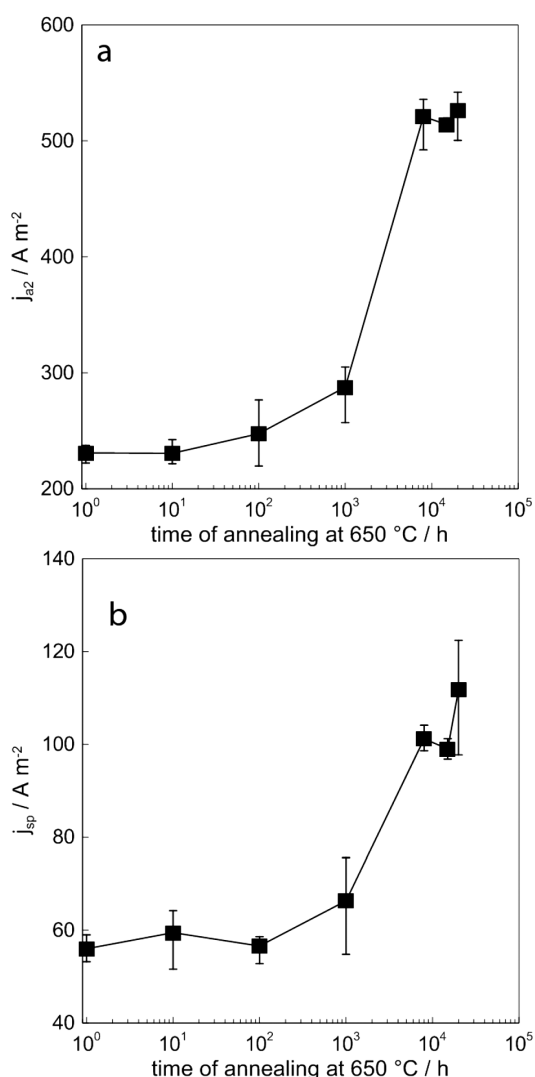 600
a
500
400
300
200
j_a2 / A m^-2
10^0 10^1 10^2 10^3 10^4 10^5
time of annealing at 650 °C / h
140
b
120
100
80
60
40
j_sp / A m^-2
10^0 10^1 10^2 10^3 10^4 10^5
time of annealing at 650 °C / h